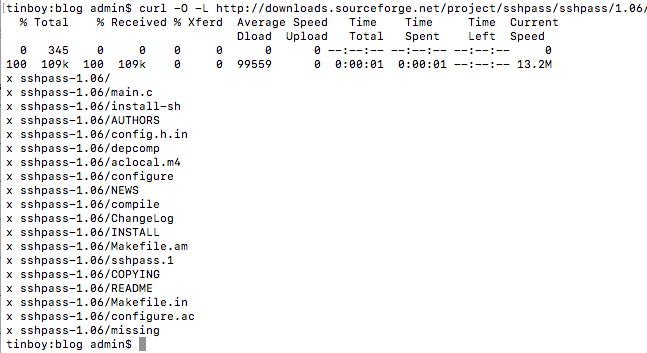 [tinboy:blog admin$ curl -O -L http://downloads.sourceforge.net/project/sshpass/sshpass/1.06/
  % Total    % Received % Xferd  Average Speed   Time    Time     Time  Current
                                 Dload  Upload   Total   Spent    Left  Speed
  0   345    0     0    0     0      0      0 --:--:-- --:--:-- --:--:--     0
100  109k  100  109k    0     0  99559      0  0:00:01  0:00:01 --:--:-- 13.2M
x sshpass-1.06/
x sshpass-1.06/main.c
x sshpass-1.06/install-sh
x sshpass-1.06/AUTHORS
x sshpass-1.06/config.h.in
x sshpass-1.06/depcomp
x sshpass-1.06/aclocal.m4
x sshpass-1.06/configure
x sshpass-1.06/NEWS
x sshpass-1.06/compile
x sshpass-1.06/ChangeLog
x sshpass-1.06/INSTALL
x sshpass-1.06/Makefile.am
x sshpass-1.06/sshpass.1
x sshpass-1.06/COPYING
x sshpass-1.06/README
x sshpass-1.06/Makefile.in
x sshpass-1.06/configure.ac
x sshpass-1.06/missing
tinboy:blog admin$